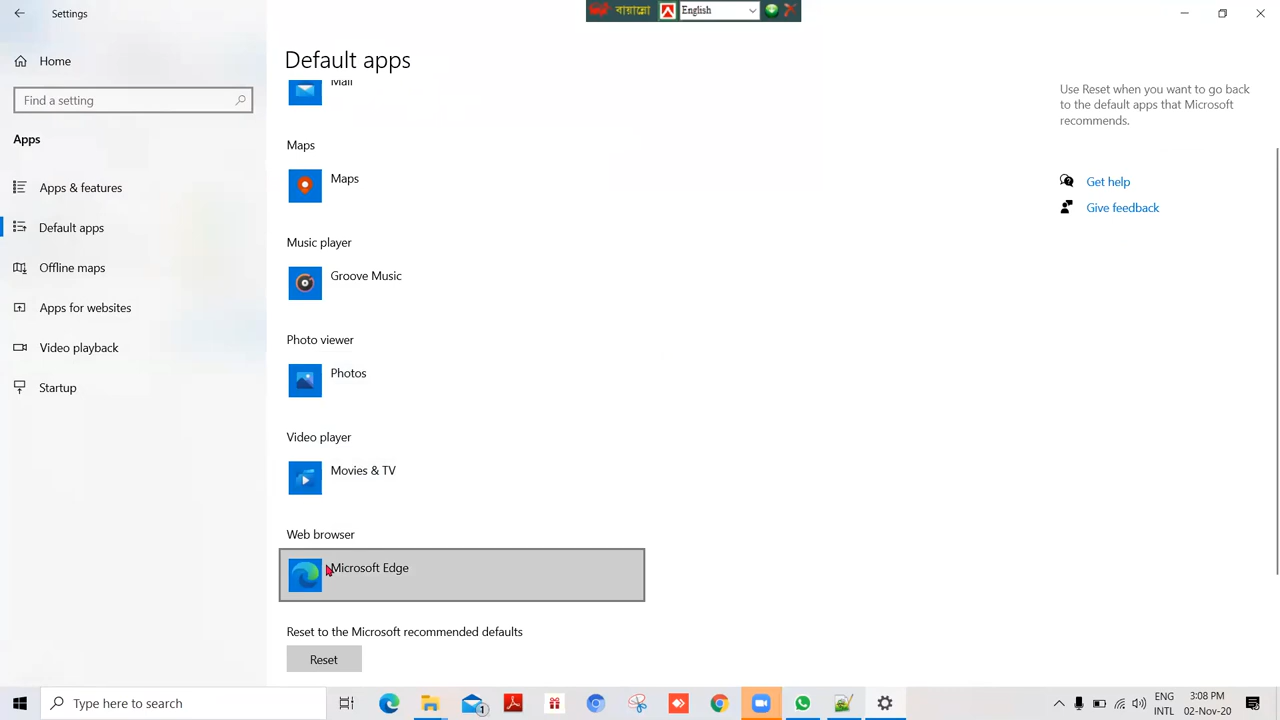 Settings
বায়ান্নো
English
Home
Find a setting
Apps
Apps & features
Default apps
Offline maps
Apps for websites
Video playback
Startup
Default apps
Mail
Maps
Maps
Music player
Groove Music
Photo viewer
Photos
Video player
Movies & TV
Web browser
Microsoft Edge
Reset to the Microsoft recommended defaults
Reset
Use Reset when you want to go back
to the default apps that Microsoft
recommends.
Get help
Give feedback
Type here to search
1
ENG
INTL
3:08 PM
02-Nov-20